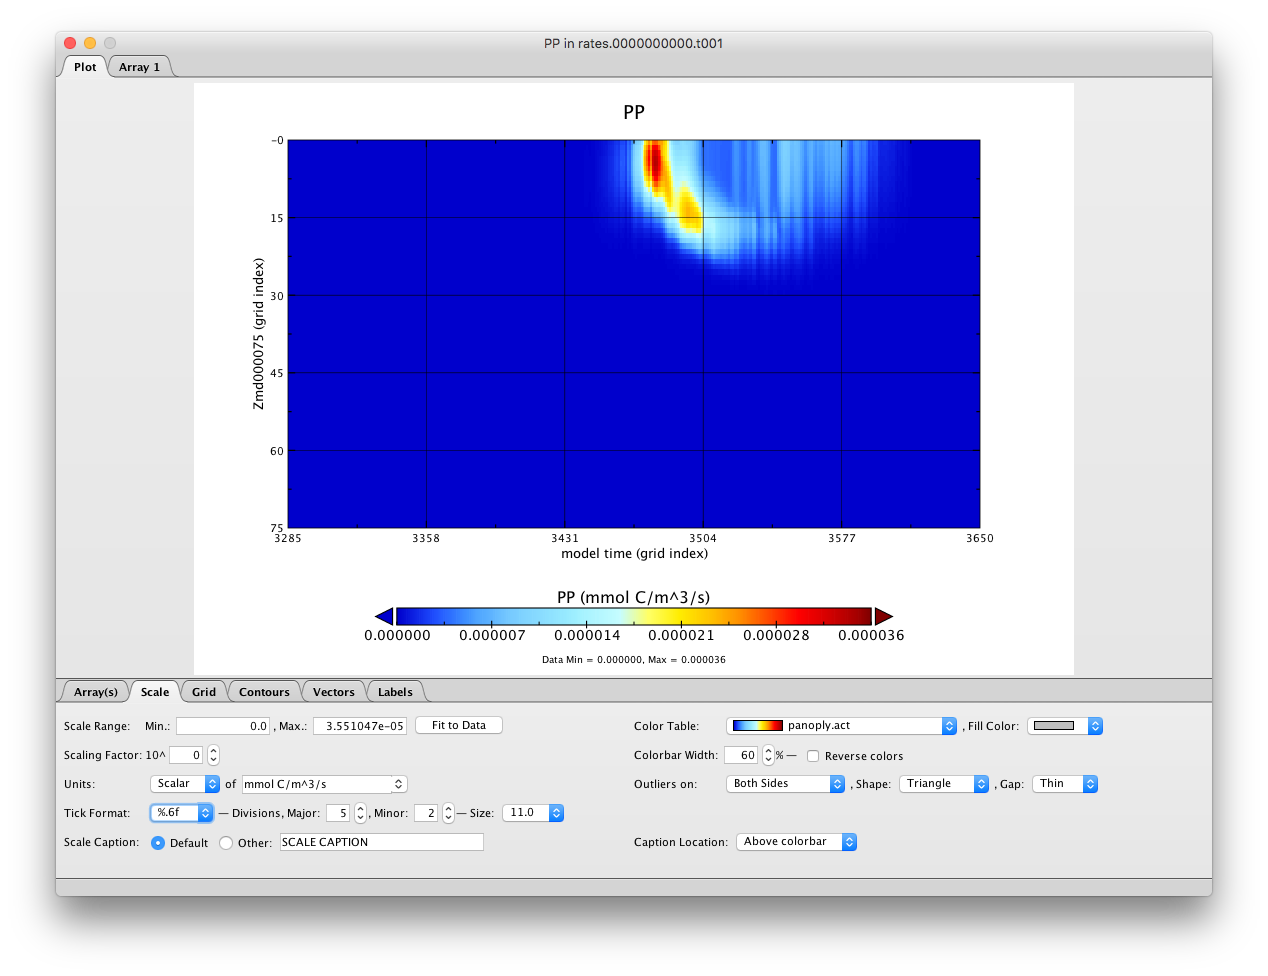 PP in rates.0000000000.t001
Plot Array 1
PP
−0
15
30
45
60
75
Zmd000075 (grid index)
3285 3358 3431 3504 3577 3650
model time (grid index)
PP (mmol C/m^3/s)
0.000000 0.000007 0.000014 0.000021 0.000028 0.000036
Data Min = 0.000000, Max = 0.000036
Array(s) Scale Grid Contours Vectors Labels
Scale Range: Min.: 0.0 , Max.: 3.551047e−05 Fit to Data Color Table: panoply.act , Fill Color:
Scaling Factor: 10^ 0 Colorbar Width: 60 % — Reverse colors
Units: Scalar of mmol C/m^3/s Outliers on: Both Sides , Shape: Triangle , Gap: Thin
Tick Format: %.6f — Divisions, Major: 5 , Minor: 2 — Size: 11.0
Scale Caption: Default Other: SCALE CAPTION Caption Location: Above colorbar